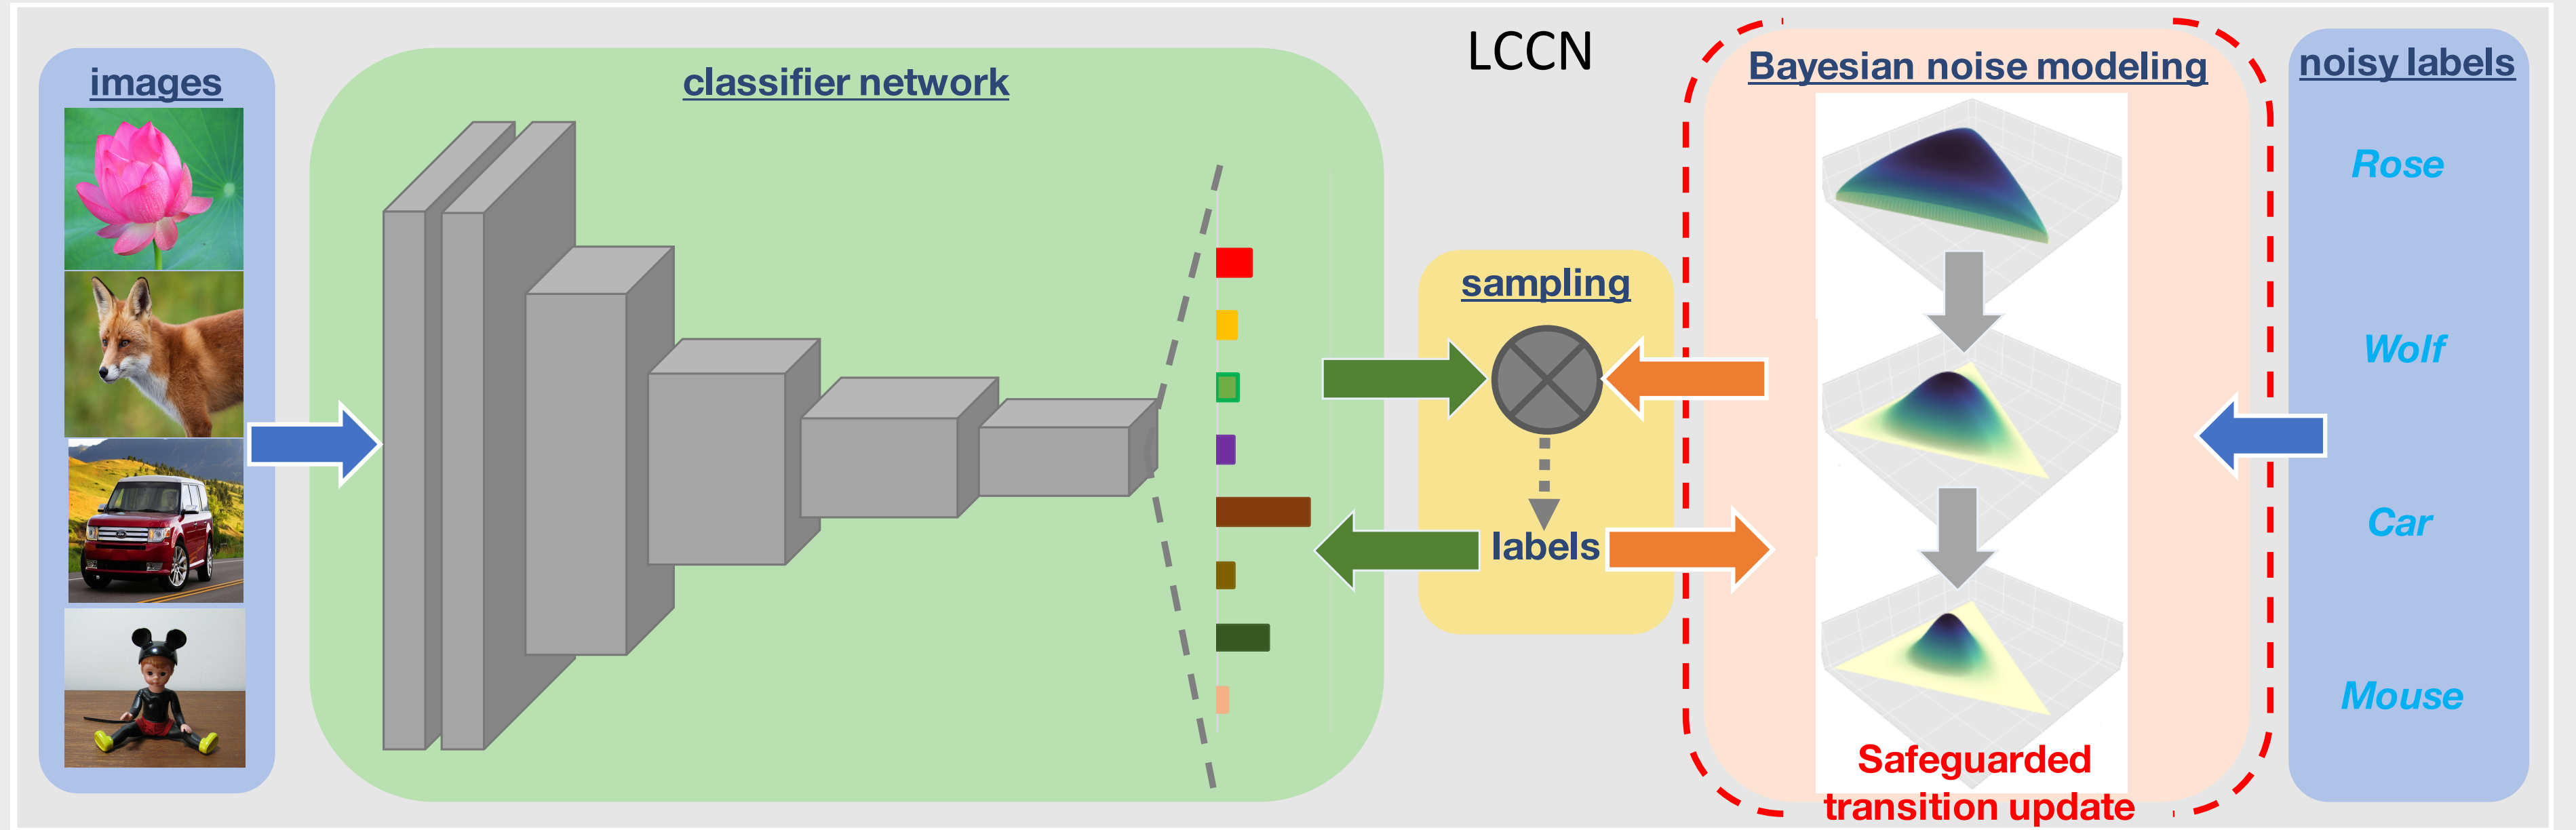 LCCN
images
classifier network
sampling
labels
Bayesian noise modeling
Safeguarded
transition update
noisy labels
Rose
Wolf
Car
Mouse